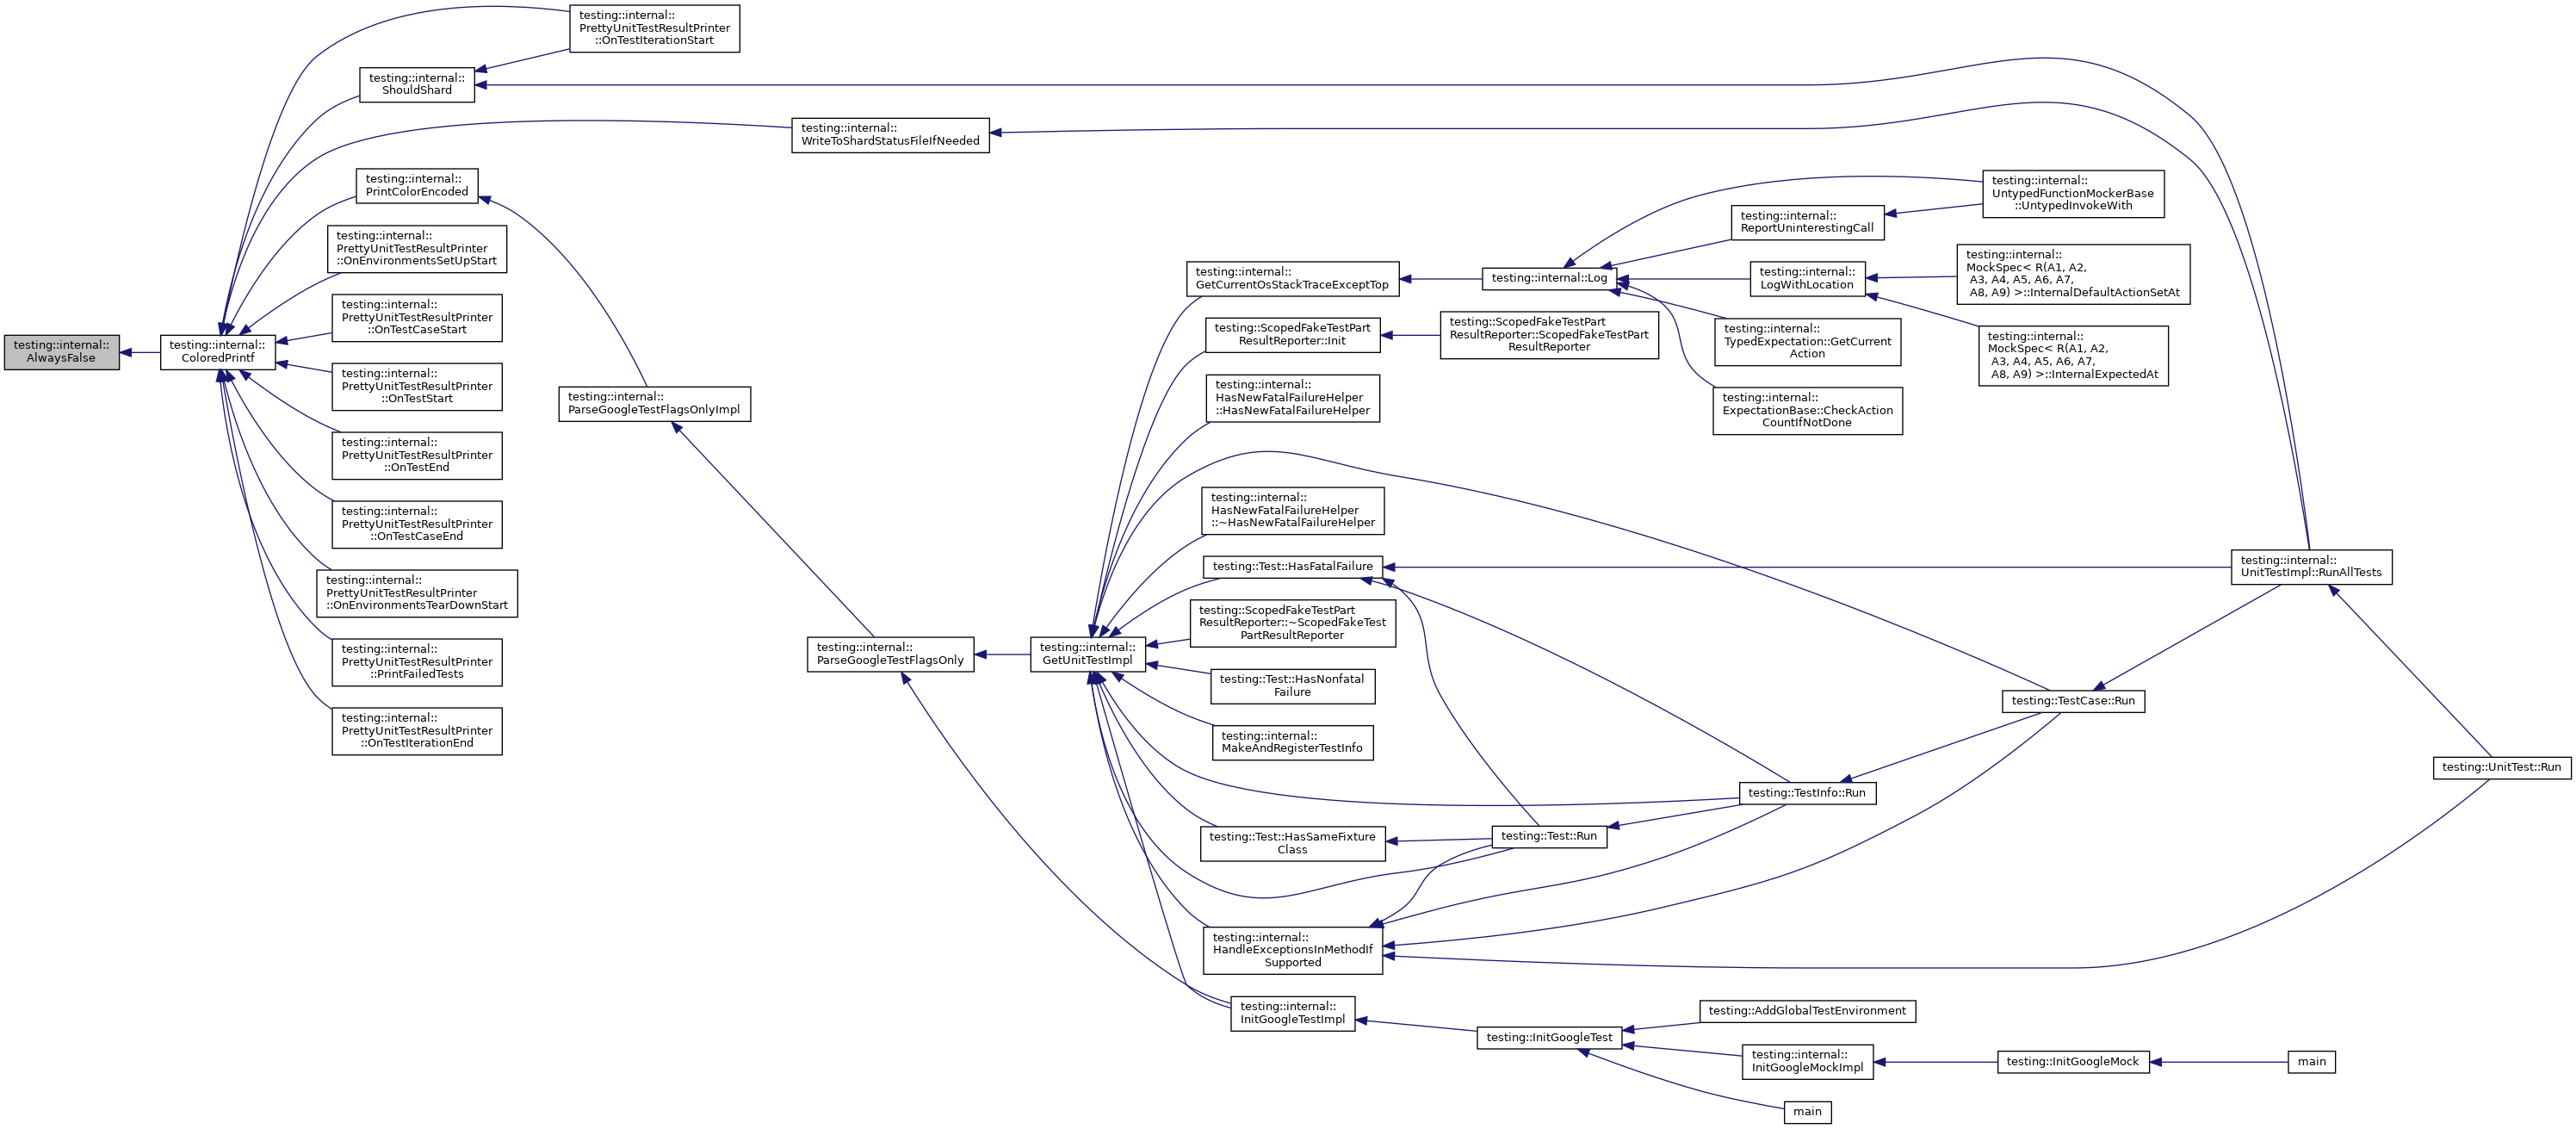 testing::internal::
PrettyUnitTestResultPrinter
::OnTestIterationStart
testing::internal::
ShouldShard
testing::internal::
WriteToShardStatusFileIfNeeded
testing::internal::
PrintColorEncoded
testing::internal::
PrettyUnitTestResultPrinter
::OnEnvironmentsSetUpStart
testing::internal::
PrettyUnitTestResultPrinter
::OnTestCaseStart
testing::internal::
AlwaysFalse
testing::internal::
ColoredPrintf
testing::internal::
PrettyUnitTestResultPrinter
::OnTestStart
testing::internal::
PrettyUnitTestResultPrinter
::OnTestEnd
testing::internal::
PrettyUnitTestResultPrinter
::OnTestCaseEnd
testing::internal::
PrettyUnitTestResultPrinter
::OnEnvironmentsTearDownStart
testing::internal::
PrettyUnitTestResultPrinter
::PrintFailedTests
testing::internal::
PrettyUnitTestResultPrinter
::OnTestIterationEnd
testing::internal::
ParseGoogleTestFlagsOnlyImpl
testing::internal::
ParseGoogleTestFlagsOnly
testing::internal::
GetUnitTestImpl
testing::internal::
GetCurrentOsStackTraceExceptTop
testing::ScopedFakeTestPart
ResultReporter::Init
testing::internal::
HasNewFatalFailureHelper
::HasNewFatalFailureHelper
testing::internal::
HasNewFatalFailureHelper
::~HasNewFatalFailureHelper
testing::Test::HasFatalFailure
testing::ScopedFakeTestPart
ResultReporter::~ScopedFakeTest
PartResultReporter
testing::Test::HasNonfatal
Failure
testing::internal::
MakeAndRegisterTestInfo
testing::Test::HasSameFixture
Class
testing::internal::
HandleExceptionsInMethodIf
Supported
testing::internal::
InitGoogleTestImpl
testing::internal::Log
testing::ScopedFakeTestPart
ResultReporter::ScopedFakeTestPart
ResultReporter
testing::Test::Run
testing::InitGoogleTest
testing::internal::
ReportUninterestingCall
testing::internal::
LogWithLocation
testing::internal::
TypedExpectation::GetCurrent
Action
testing::internal::
ExpectationBase::CheckAction
CountIfNotDone
testing::TestInfo::Run
testing::AddGlobalTestEnvironment
testing::internal::
InitGoogleMockImpl
main
testing::internal::
UntypedFunctionMockerBase
::UntypedInvokeWith
testing::internal::
MockSpec< R(A1, A2,
A3, A4, A5, A6, A7,
A8, A9) >::InternalDefaultActionSetAt
testing::internal::
MockSpec< R(A1, A2,
A3, A4, A5, A6, A7,
A8, A9) >::InternalExpectedAt
testing::TestCase::Run
testing::InitGoogleMock
testing::internal::
UnitTestImpl::RunAllTests
main
testing::UnitTest::Run